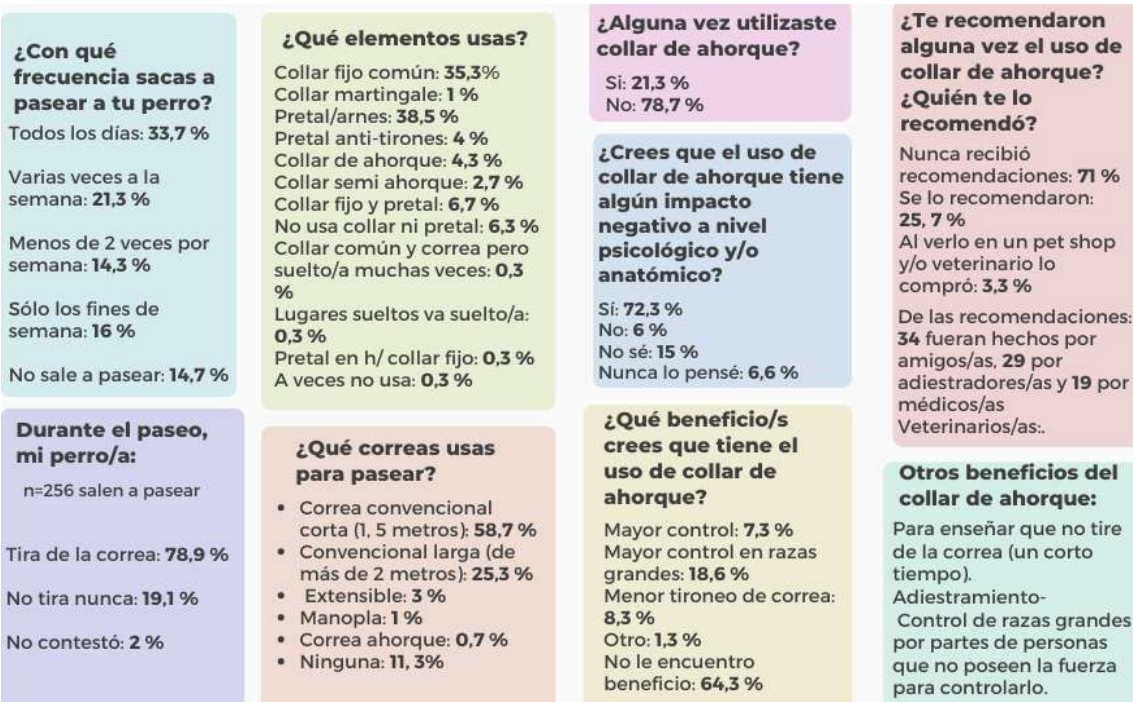 ¿Con qué
frecuencia sacas a
pasear a tu perro?
Todos los días: 33,7 %
Varias veces a la
semana: 21,3 %
Menos de 2 veces por
semana: 14,3 %
Sólo los fines de
semana: 16 %
No sale a pasear: 14,7 %
Durante el paseo,
mi perro/a:
n=256 salen a pasear
Tira de la correa: 78,9 %
No tira nunca: 19,1 %
No contestó: 2 %
¿Qué elementos usas?
Collar fijo común: 35,3%
Collar martingale: 1 %
Pretal/arnes: 38,5 %
Pretal anti-tirones: 4 %
Collar de ahorque: 4,3 %
Collar semi ahorque: 2,7 %
Collar fijo y pretal: 6,7 %
No usa collar ni pretal: 6,3 %
Collar común y correa pero
suelto/a muchas veces: 0,3
%
Lugares sueltos va suelto/a:
0,3 %
Pretal en h/ collar fijo: 0,3 %
A veces no usa: 0,3 %
¿Qué correas usas
para pasear?
• Correa convencional
corta (1, 5 metros): 58,7 %
• Convencional larga (de
más de 2 metros): 25,3 %
• Extensible: 3 %
• Manopla: 1 %
• Correa ahorque: 0,7 %
• Ninguna: 11, 3%
¿Alguna vez utilizaste
collar de ahorque?
Si: 21,3 %
No: 78,7 %
¿Crees que el uso de
collar de ahorque tiene
algún impacto
negativo a nivel
psicológico y/o
anatómico?
Sí: 72,3 %
No: 6 %
No sé: 15 %
Nunca lo pensé: 6,6 %
¿Qué beneficio/s
crees que tiene el
uso de collar de
ahorque?
Mayor control: 7,3 %
Mayor control en razas
grandes: 18,6 %
Menor tironeo de correa:
8,3 %
Otro: 1,3 %
No le encuentro
beneficio: 64,3 %
¿Te recomendaron
alguna vez el uso de
collar de ahorque?
¿Quién te lo
recomendó?
Nunca recibió
recomendaciones: 71 %
Se lo recomendaron:
25, 7 %
Al verlo en un pet shop
y/o veterinario lo
compró: 3,3 %
De las recomendaciones:
34 fueran hechos por
amigos/as, 29 por
adiestradores/as y 19 por
médicos/as
Veterinarios/as:.
Otros beneficios del
collar de ahorque:
Para enseñar que no tire
de la correa (un corto
tiempo).
Adiestramiento-
Control de razas grandes
por partes de personas
que no poseen la fuerza
para controlarlo.